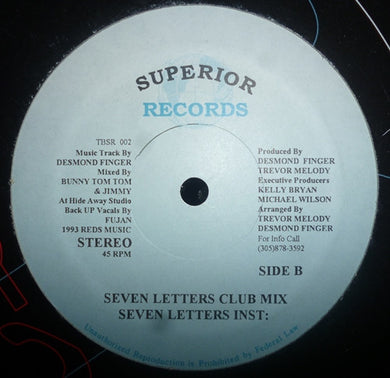 SUPERIOR
RECORDS
TBSR 002
Music Track By
DESMOND FINGER
Mixed By
BUNNY TOM TOM
& JIMMY
At Hide Away Studio
Back UP Vacals By
FUJAN
1993 REDS MUSIC
STEREO
45 RPM
Produced By
DESMOND FINGER
TREVOR MELODY
Executive Producers
KELLY BRYAN
MICHAEL WILSON
Arranged By
TREVOR MELODY
DESMOND FINGER
For Info Call
(305)878-3592
SIDE B
SEVEN LETTERS CLUB MIX
SEVEN LETTERS INST:
Unauthorized Reproduction is Prohibited by Federal Law